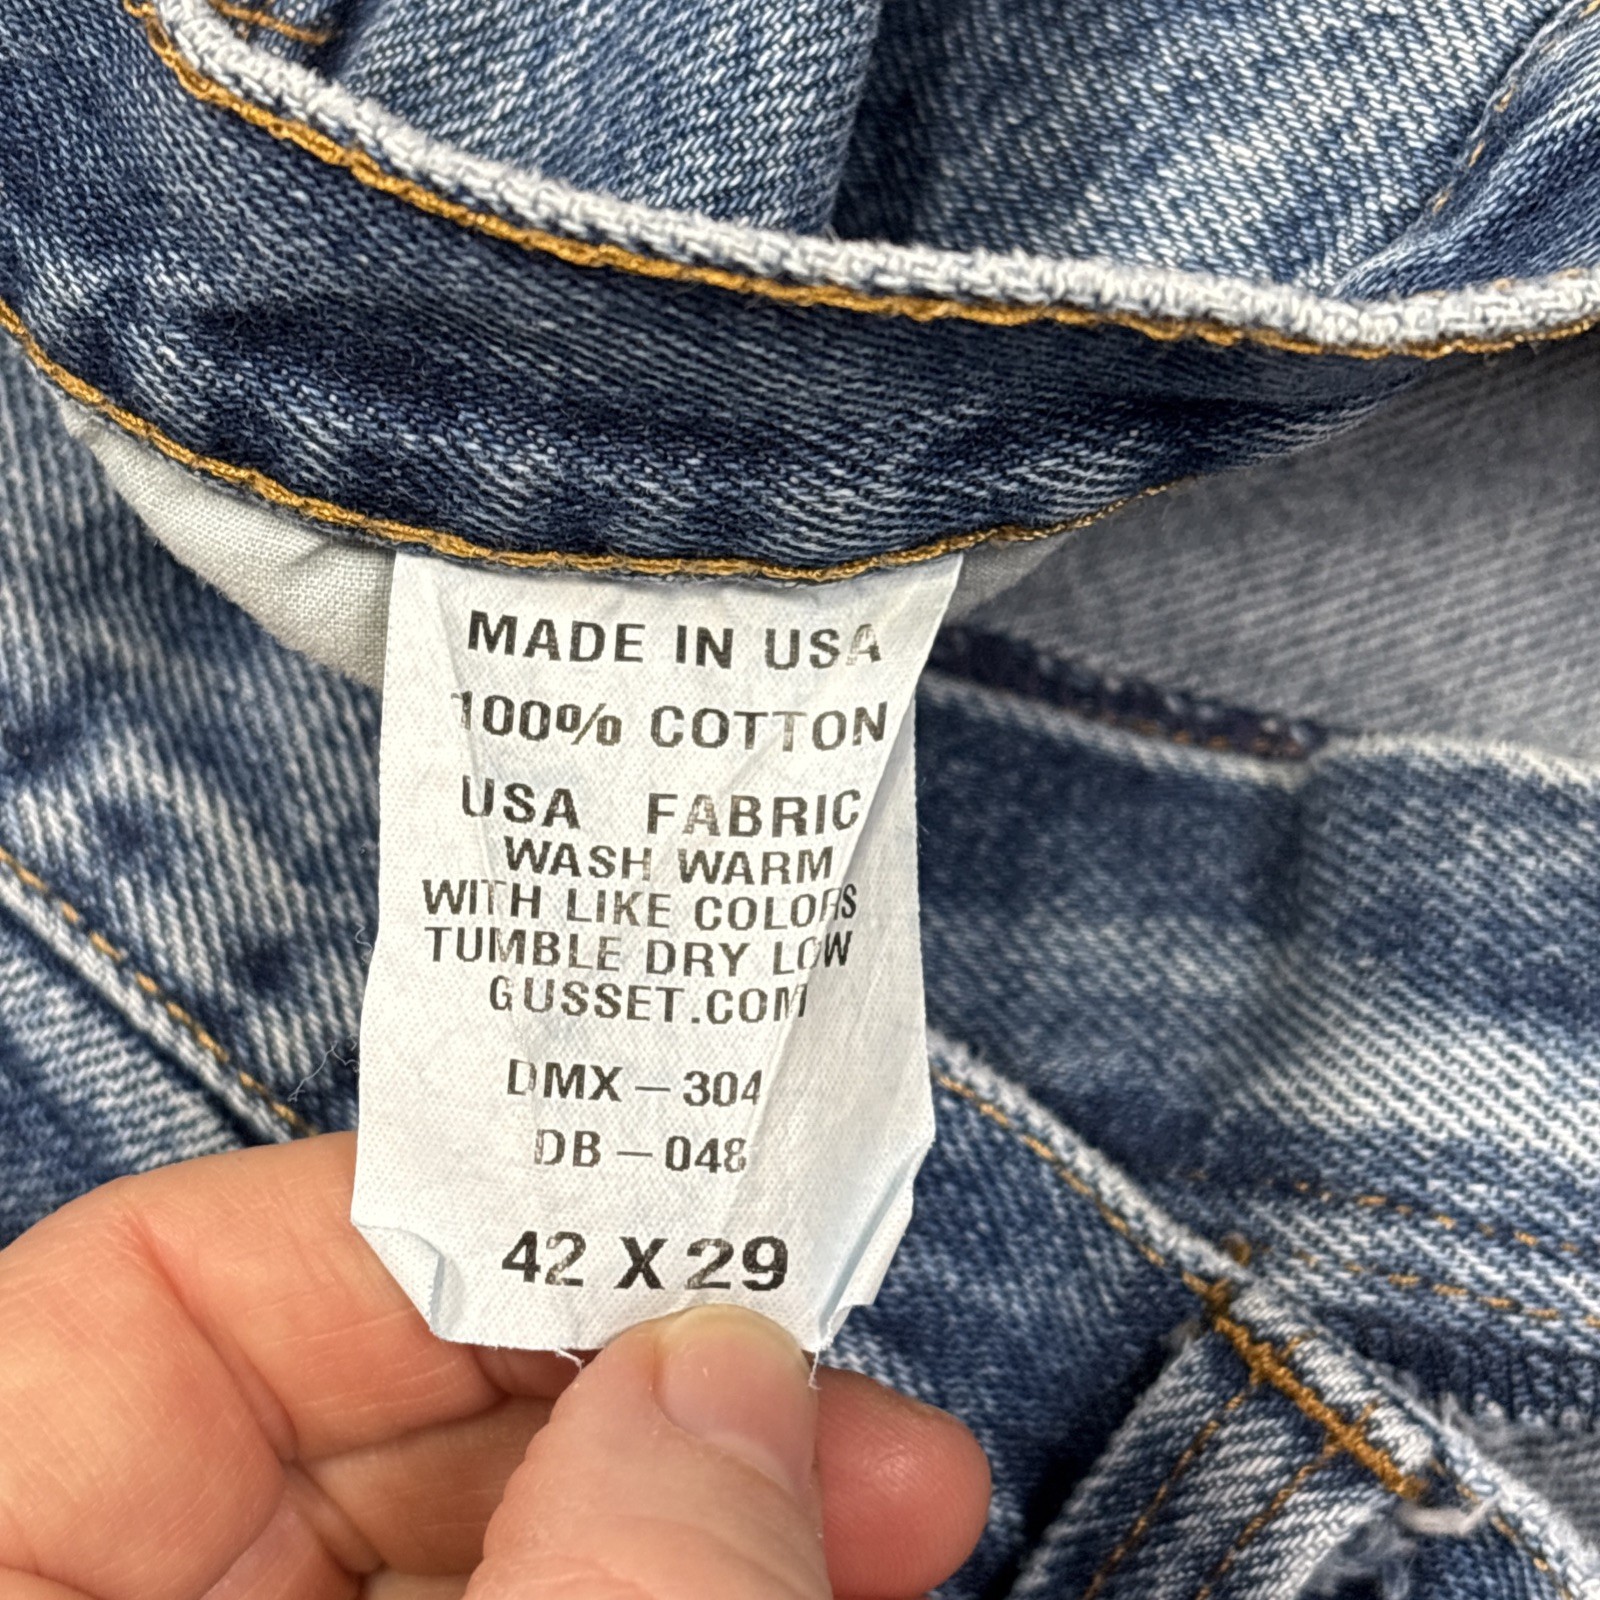 MADE IN USA
100% COTTON
USA FABRIC
WASH WARM
WITH LIKE COLORS
TUMBLE DRY LOW
GUSSET.COM
DMX-304
DB-048
42 X 29